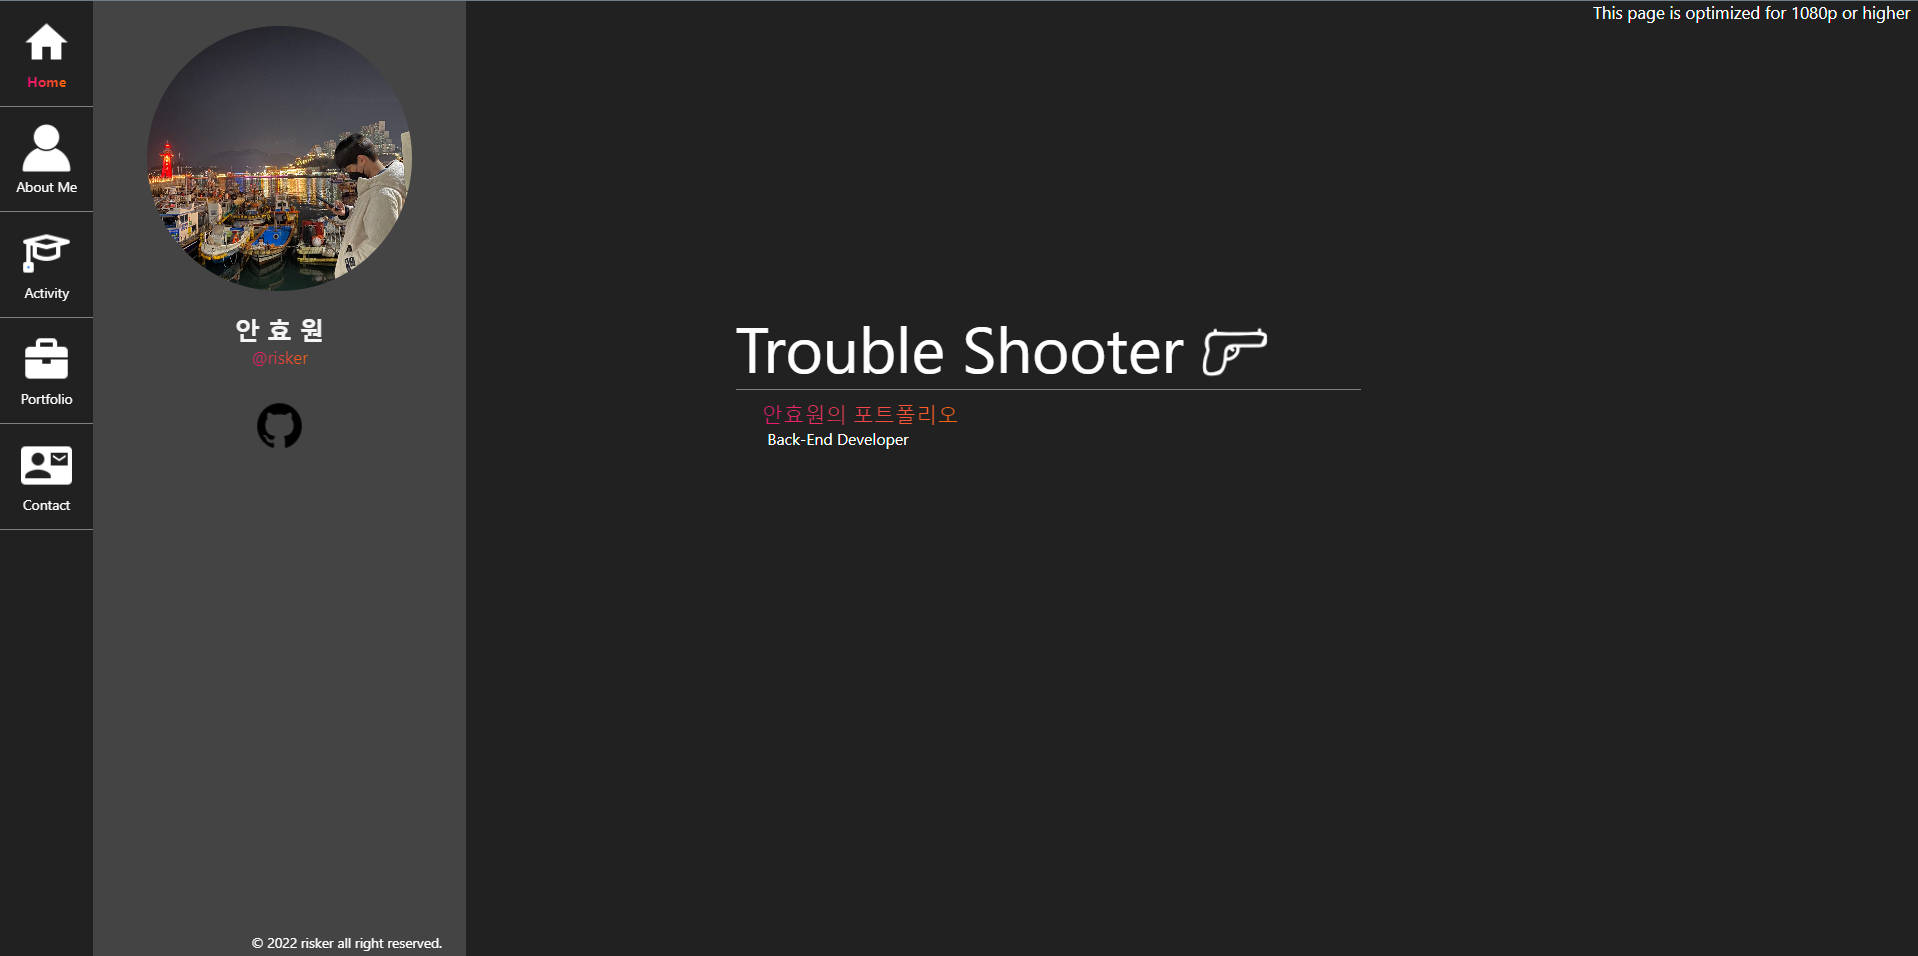 Home
About Me
Activity
Portfolio
Contact
안 효 원
@risker
© 2022 risker all right reserved.
This page is optimized for 1080p or higher
Trouble Shooter
안효원의 포트폴리오
Back-End Developer